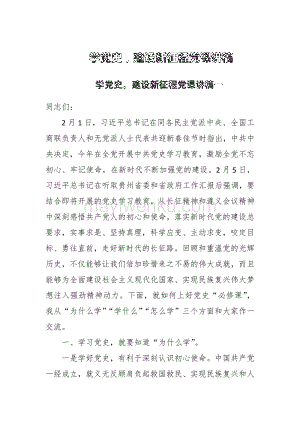 学党史，建设新征程党课讲稿
学党史，建设新征程党课讲稿一
同志们：
2月1日，习近平总书记在同各民主党派中央、全国工
商联负责人和无党派人士代表共迎新春佳节时指出，中共中
央决定，今年在全党开展中共党史学习教育，激励全党不忘
初心、牢记使命。在新时代不断加强党的建设。2月5日，
习近平总书记在听取贵州省委和省政府工作汇报后强调，要
结合即将开展的党史学习教育。从长征精神和遵义会议精神
中深刻感悟共产党人的初心和使命，落实新时代党的建设总
要求，实事求是、坚持真理，科学应变、主动求变，咬定目
标、勇往直前，走好新时代的长征路。回顾和重温党的光辉
历史，不仅能够让我们倍加珍惜来之不易的伟大成就，而且
必将为全面建设社会主义现代化国家、实现民族复兴伟大梦
想注入强劲精神动力。下面，就如何上好党史“必修课”，
我从“为什么学”“学什么”“怎么学”三个方面和大家作一
交流。
一、学习党史，就要知道“为什么学”。
一是学好党史，有利于深刻认识初心使命。中国共产党
一经成立，就义无反顾肩负起救国救民、实现民族复兴和人